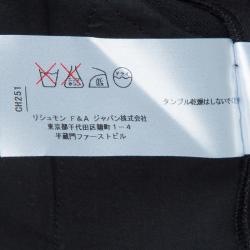 CH251
タンブル乾燥はしないでく
リシュモン F & A ジャパン株式会社
東京都千代田区麹町1-4
半蔵門ファーストビル